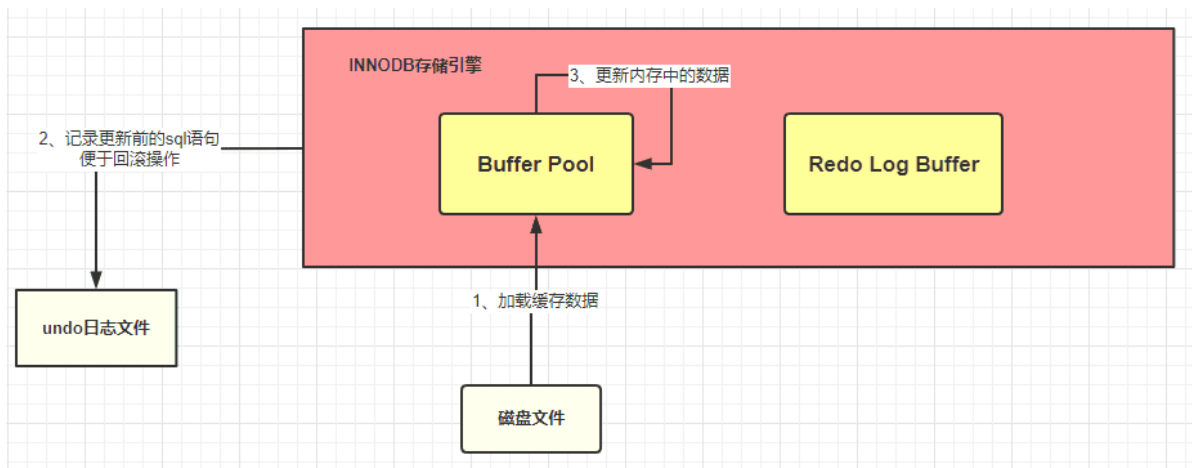 INNODB存储引擎
3、更新内存中的数据
2、记录更新前的sql语句
便于回滚操作
Buffer Pool
Redo Log Buffer
1、加载缓存数据
undo日志文件
磁盘文件